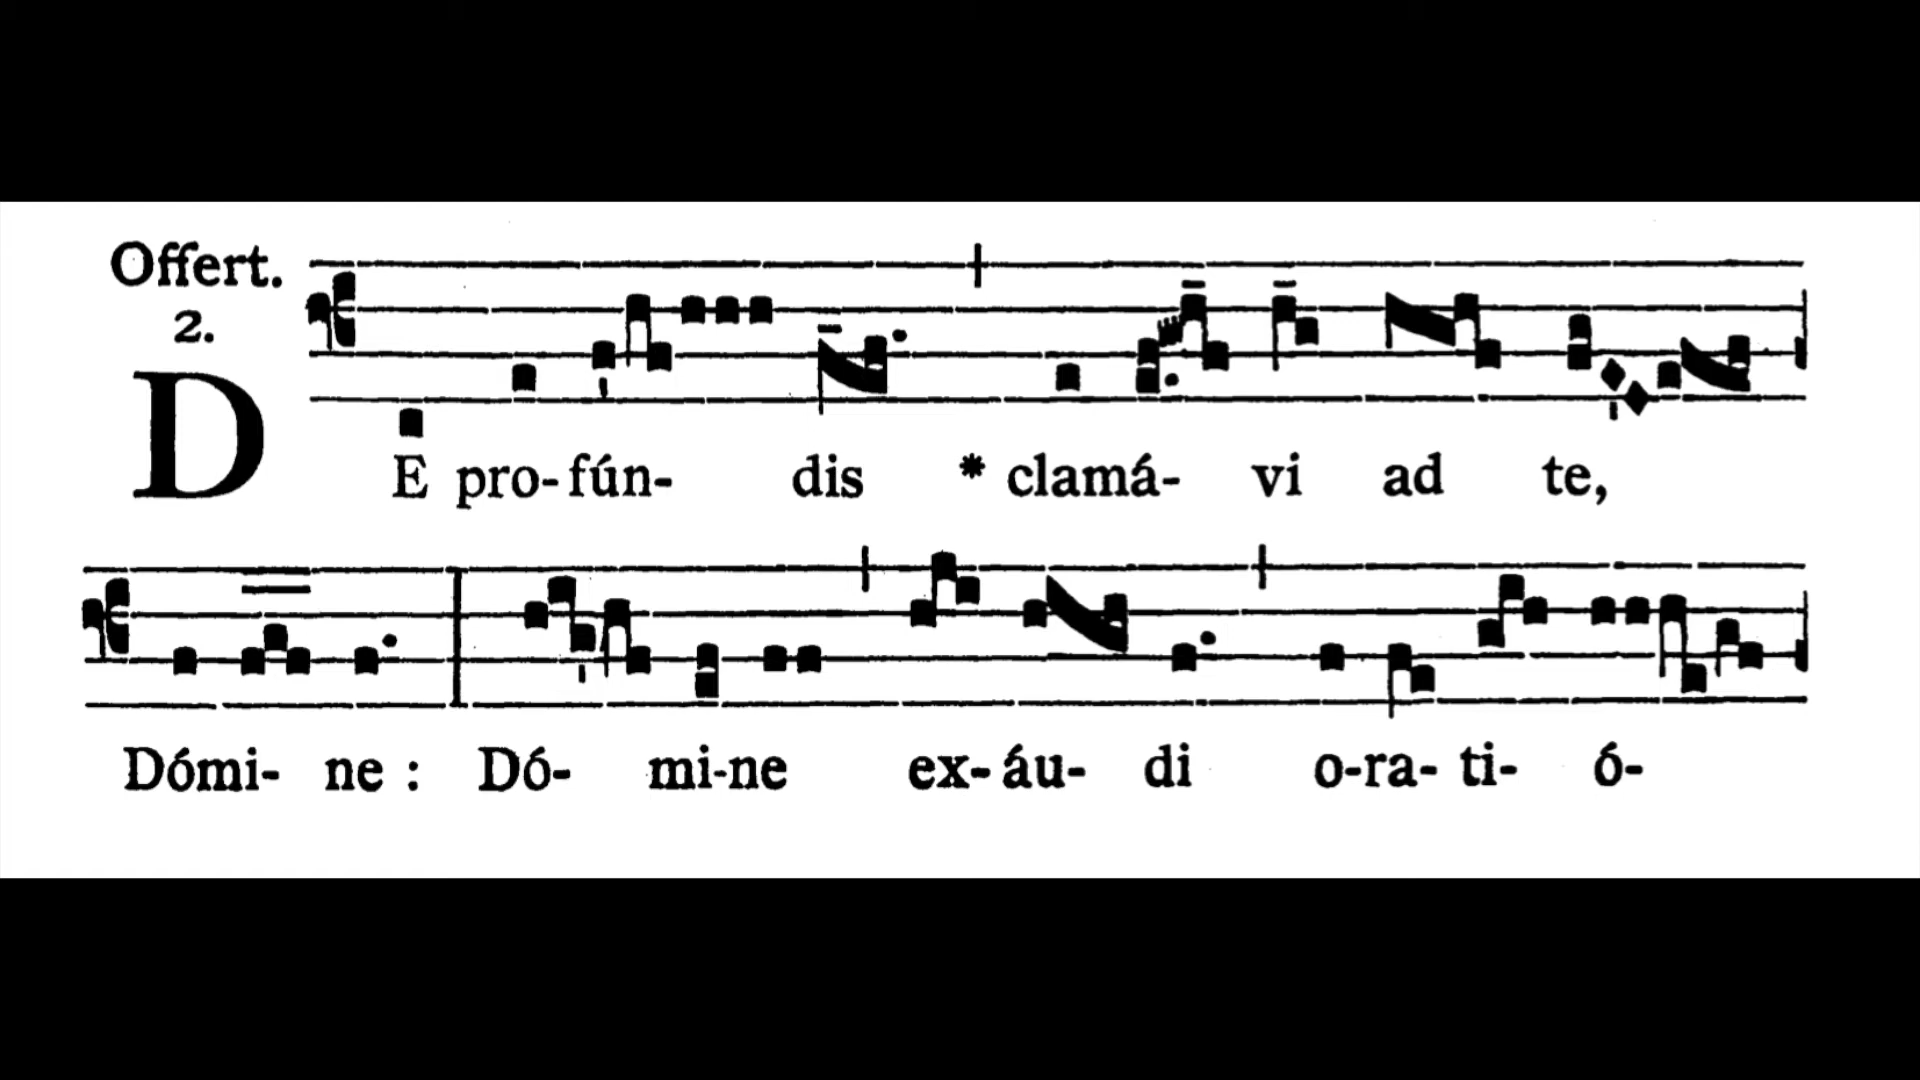 Offert.
2.
DE pro-fún- dis * clamá- vi ad te,
Dómi- ne : Dó- mi-ne ex-áu- di o-ra-ti- ó-